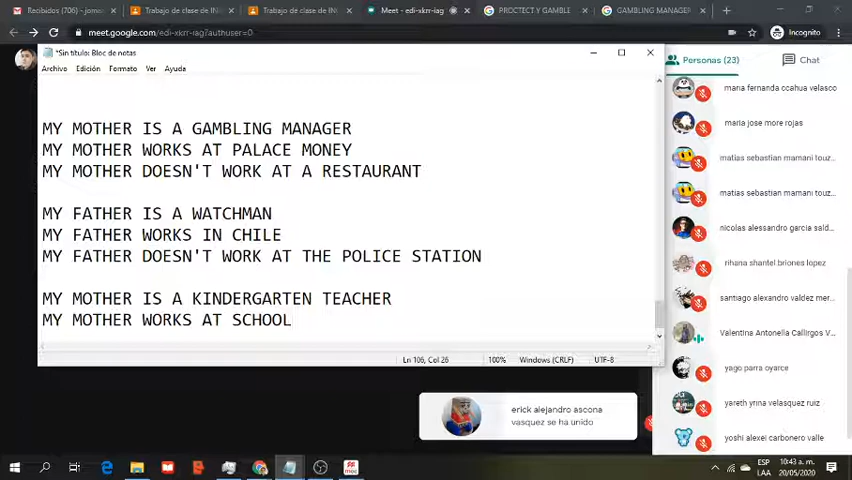 Recibidos (706) - jomis
Trabajo de clase de IN
Trabajo de clase de IN
Meet - edi-xkrr-iag
PROCTECT Y GAMBLE
GAMBLING MANAGER
meet.google.com/edi-xkrr-iag?authuser=0
Incógnito
*Sin título: Bloc de notas
Archivo Edición Formato Ver Ayuda
MY MOTHER IS A GAMBLING MANAGER
MY MOTHER WORKS AT PALACE MONEY
MY MOTHER DOESN'T WORK AT A RESTAURANT
MY FATHER IS A WATCHMAN
MY FATHER WORKS IN CHILE
MY FATHER DOESN'T WORK AT THE POLICE STATION
MY MOTHER IS A KINDERGARTEN TEACHER
MY MOTHER WORKS AT SCHOOL
Ln 106, Col 26 100% Windows (CRLF) UTF-8
Personas (23) Chat
maria fernanda ccahua velasco
maria jose more rojas
matias sebastian mamani touz...
matias sebastian mamani touz...
nicolas alessandro garcia sald...
rihana shantel briones lopez
santiago alexandro valdez mer...
Valentina Antonella Callirgos V...
yago parra oyarce
yareth yrina velasquez ruiz
yoshi alexei carbonero valle
erick alejandro ascona
vasquez se ha unido
ESP
LAA
10:43 a. m.
20/05/2020